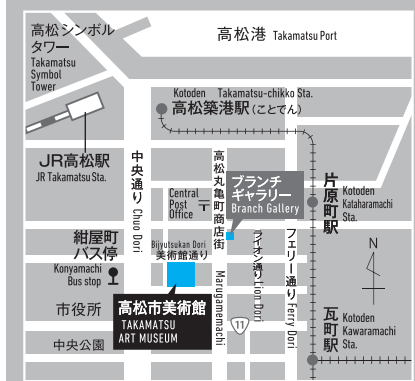 高松シンボル
タワー
Takamatsu
Symbol
Tower
高松港 Takamatsu Port
Kotoden Takamatsu-chikko Sta.
高松築港駅(ことでん)
JR高松駅
JR Takamatsu Sta.
中央通り Chuo Dori
高松丸亀町商店街
Marugamemachi
ブランチ
ギャラリー
Branch Gallery
Central
Post
Office
〒
片原町駅
Kotoden
Kataharamachi
Sta.
紺屋町
バス停
Konyamachi
Bus stop
Bijyutsukan Dori
美術館通り
ライオン通り Lion Dori
フェリー通り Ferry Dori
N
市役所
高松市美術館
TAKAMATSU
ART MUSEUM
11
瓦町駅
Kotoden
Kawaramachi
Sta.
中央公園